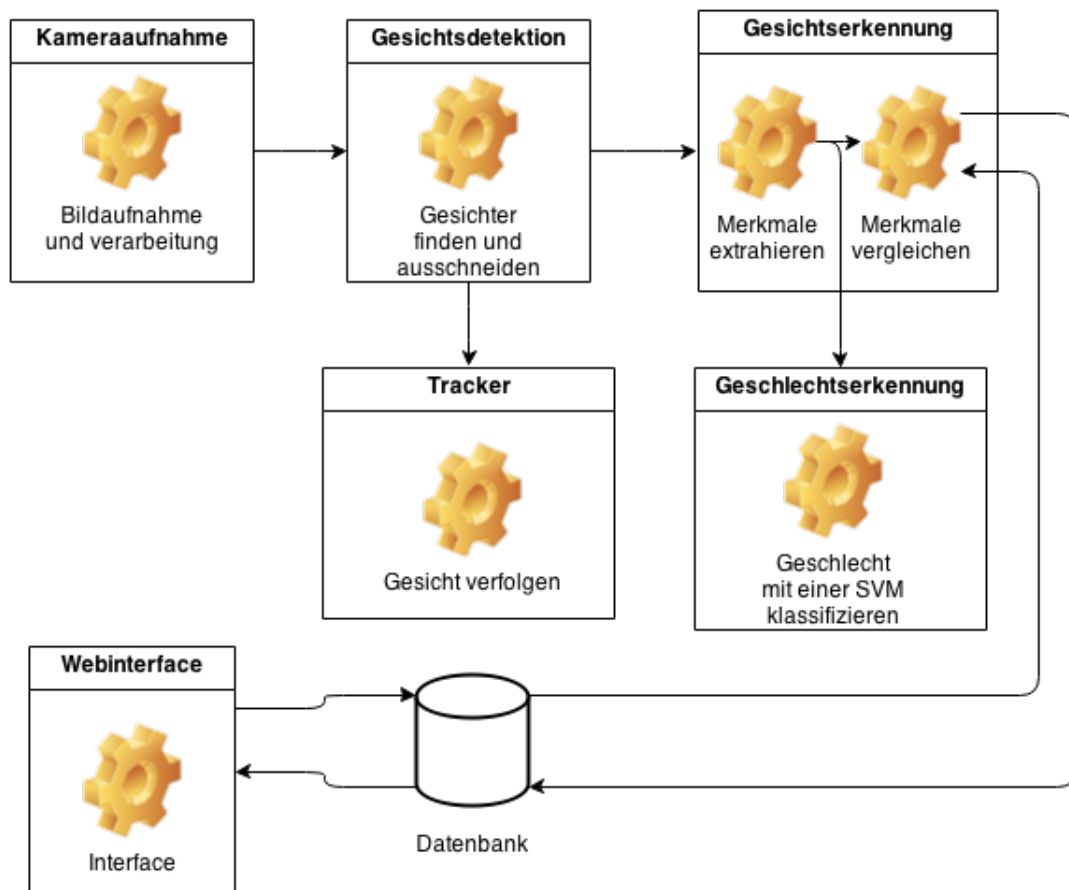 Kameraaufnahme
Bildaufnahme
und verarbeitung
Gesichtsdetektion
Gesichter
finden und
ausschneiden
Gesichtserkennung
Merkmale
extrahieren
Merkmale
vergleichen
Tracker
Gesicht verfolgen
Geschlechtserkennung
Geschlecht
mit einer SVM
klassifizieren
Webinterface
Interface
Datenbank